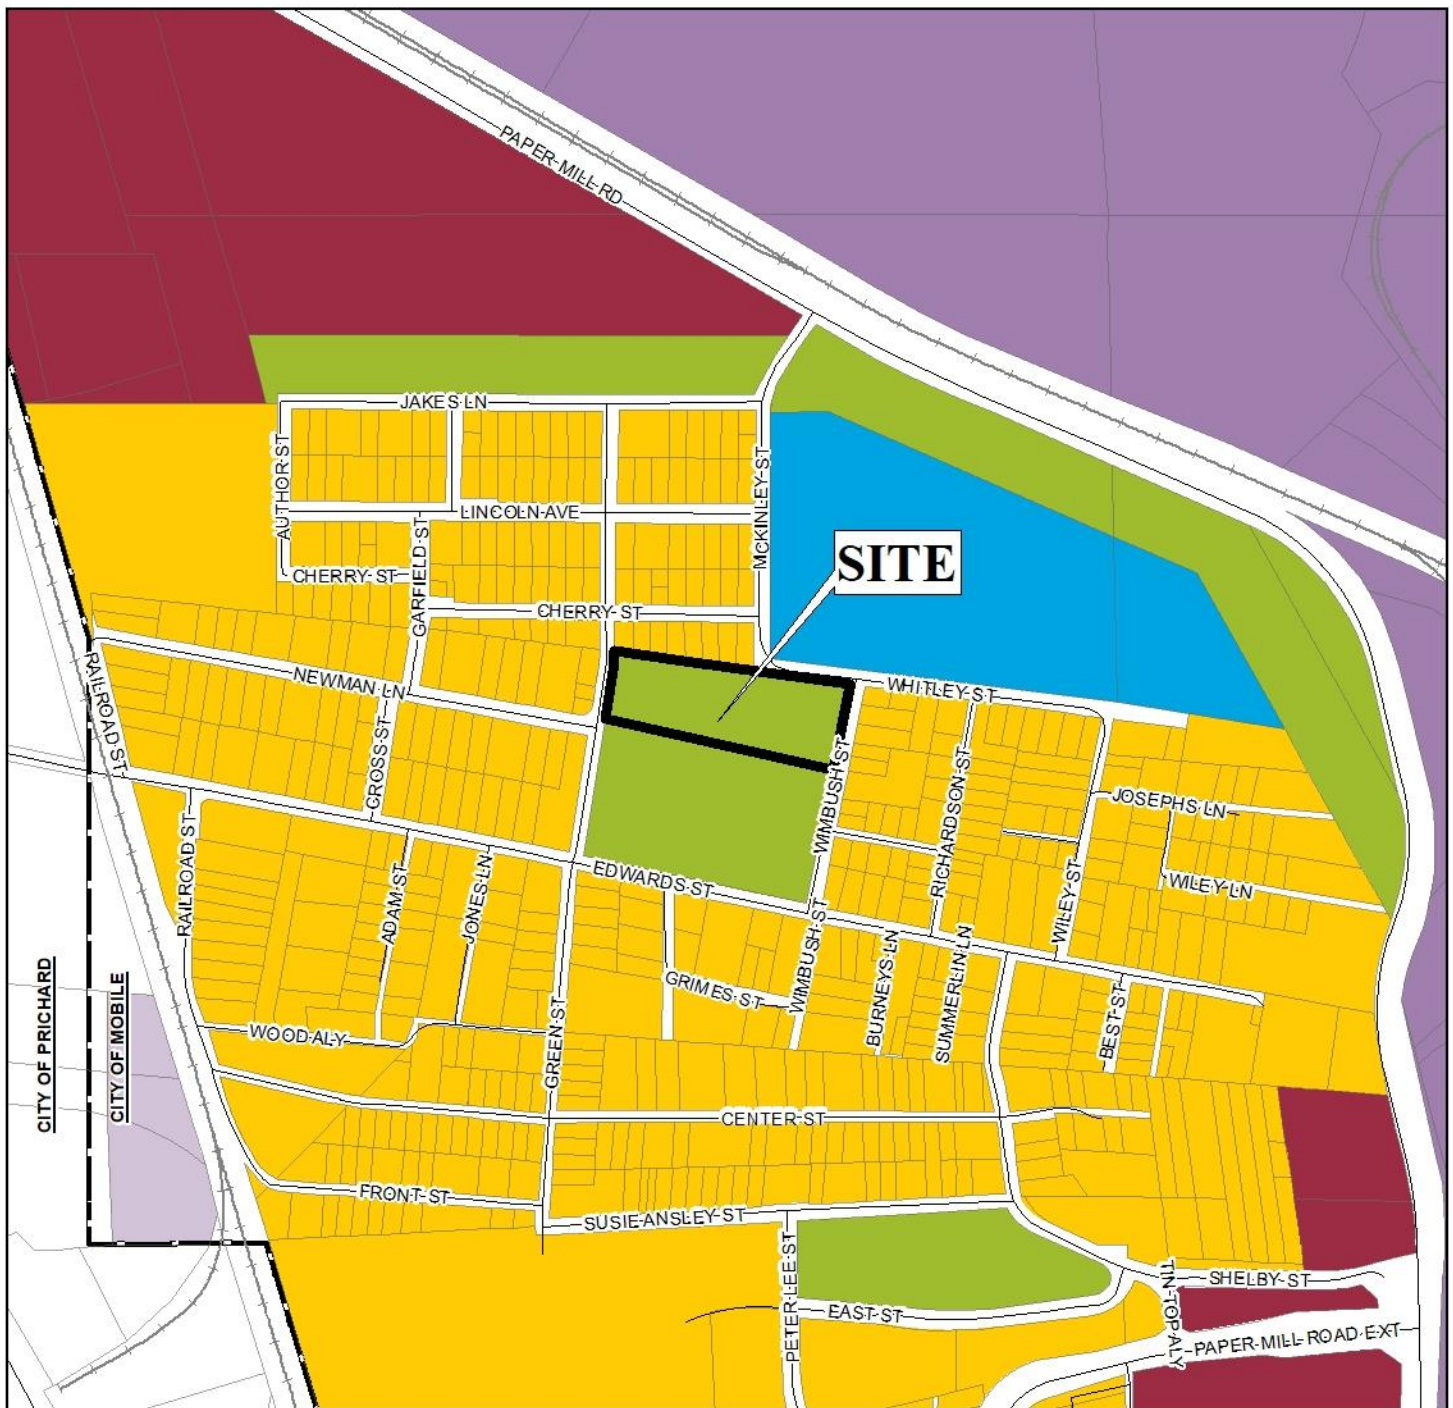 PAPER MILL RD
JAKES LN
AUTHOR ST
MCKINLEY ST
LINCOLN AVE
GARFIELD ST
SITE
CHERRY ST
CHERRY ST
NEWMAN LN
WHITLEY ST
RAILROAD ST
CROSS ST
WIMBUSH ST
RICHARDSON ST
JOSEPHS LN
RAILROAD ST
ADAM ST
JONES LN
EDWARDS ST
WILEY ST
WILEY LN
WIMBUSH ST
BURNEYS LN
SUMMERLIN LN
GRIMES ST
CITY OF PRICHARD
CITY OF MOBILE
WOOD ALY
GREEN ST
BEST ST
CENTER ST
FRONT ST
SUSIE ANSLEY ST
PETER LEE ST
EAST ST
TIN TOP ALY
SHELBY ST
PAPER MILL ROAD EXT